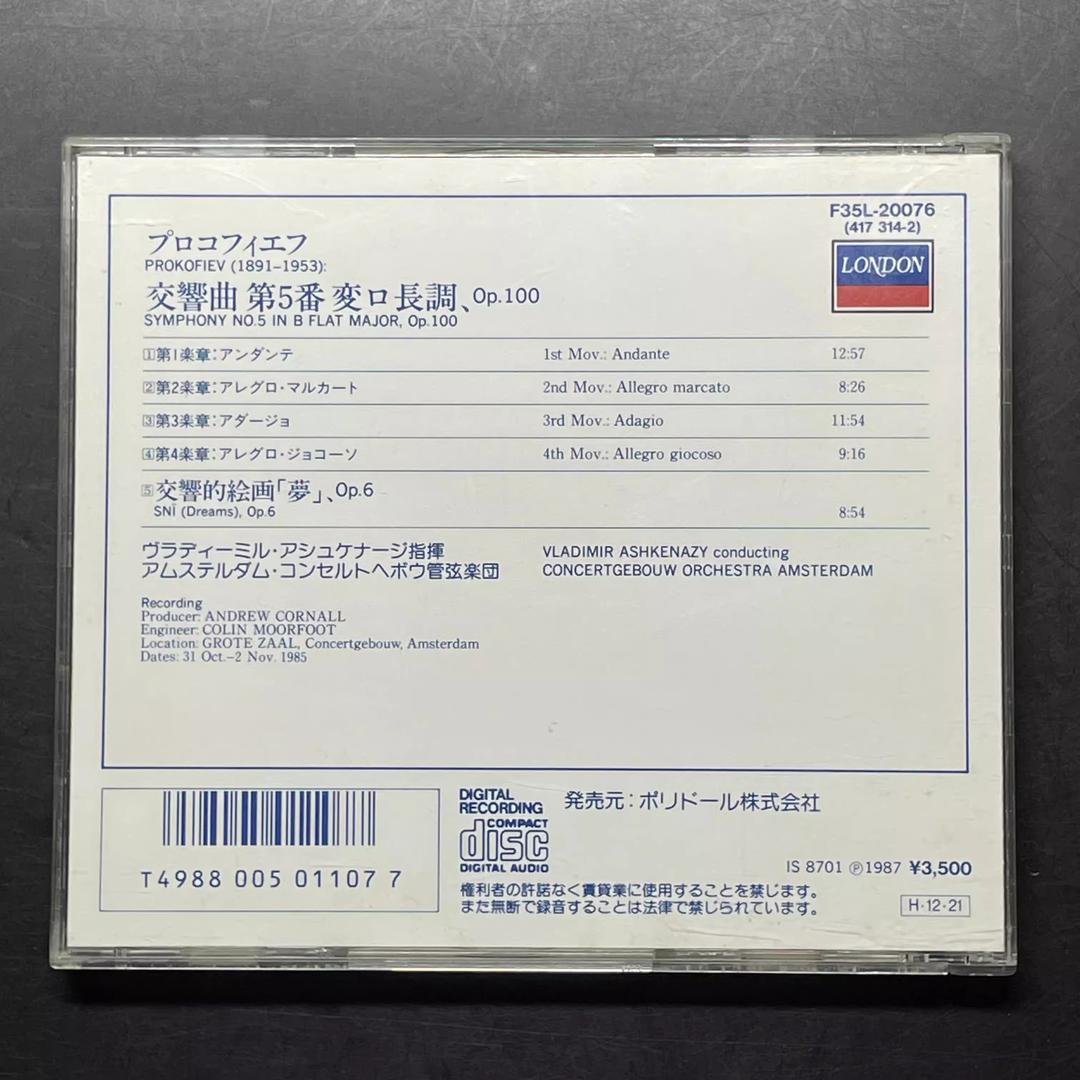 F35L-20076
(417 314-2)
LONDON
プロコフィエフ
PROKOFIEV (1891–1953):
交響曲 第5番 変ロ長調、Op.100
SYMPHONY NO.5 IN B FLAT MAJOR, Op.100
1 第1楽章:アンダンテ 1st Mov.: Andante 12:57
2 第2楽章:アレグロ・マルカート 2nd Mov.: Allegro marcato 8:26
3 第3楽章:アダージョ 3rd Mov.: Adagio 11:54
4 第4楽章:アレグロ・ジョコーソ 4th Mov.: Allegro giocoso 9:16
5 交響的絵画「夢」、Op.6
SNÏ (Dreams), Op.6 8:54
ヴラディーミル・アシュケナージ指揮 VLADIMIR ASHKENAZY conducting
アムステルダム・コンセルトヘボウ管弦楽団 CONCERTGEBOUW ORCHESTRA AMSTERDAM
Recording
Producer: ANDREW CORNALL
Engineer: COLIN MOORFOOT
Location: GROTE ZAAL, Concertgebouw, Amsterdam
Dates: 31 Oct.–2 Nov. 1985
T4988 005 01107 7
DIGITAL
RECORDING
COMPACT
disc
DIGITAL AUDIO
発売元:ポリドール株式会社
IS 8701 Ⓟ1987 ¥3,500
権利者の許諾なく賃貸業に使用することを禁じます。
また無断で録音することは法律で禁じられています。
H・12・21